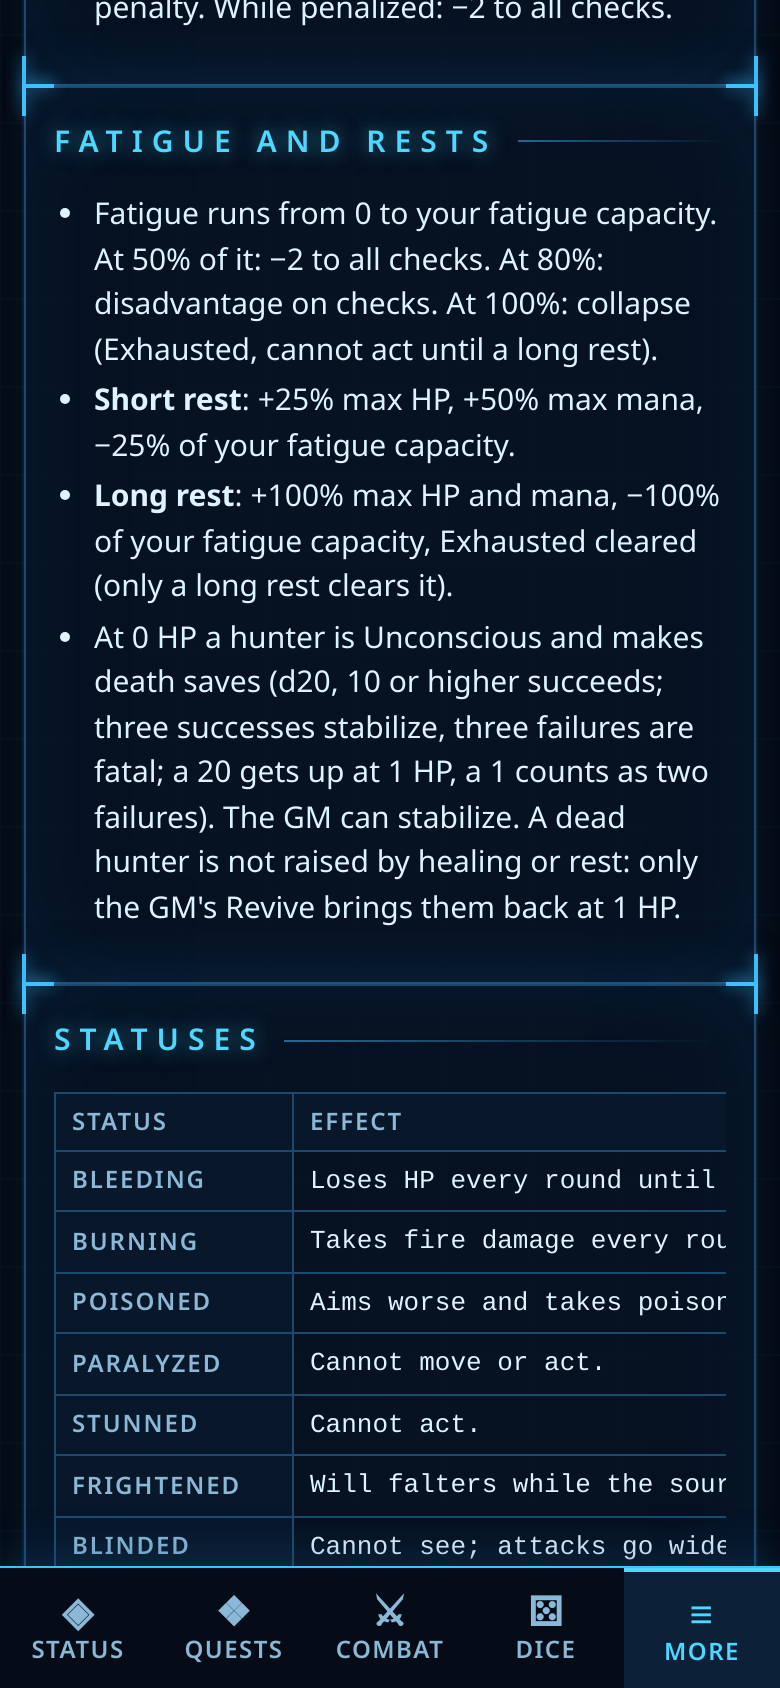 penalty. While penalized: −2 to all checks.
FATIGUE AND RESTS
• Fatigue runs from 0 to your fatigue capacity.
At 50% of it: −2 to all checks. At 80%:
disadvantage on checks. At 100%: collapse
(Exhausted, cannot act until a long rest).
• Short rest: +25% max HP, +50% max mana,
−25% of your fatigue capacity.
• Long rest: +100% max HP and mana, −100%
of your fatigue capacity, Exhausted cleared
(only a long rest clears it).
• At 0 HP a hunter is Unconscious and makes
death saves (d20, 10 or higher succeeds;
three successes stabilize, three failures are
fatal; a 20 gets up at 1 HP, a 1 counts as two
failures). The GM can stabilize. A dead
hunter is not raised by healing or rest: only
the GM's Revive brings them back at 1 HP.
STATUSES
STATUS EFFECT
BLEEDING Loses HP every round until
BURNING Takes fire damage every rou
POISONED Aims worse and takes poison
PARALYZED Cannot move or act.
STUNNED Cannot act.
FRIGHTENED Will falters while the sour
BLINDED Cannot see; attacks go wide
STATUS QUESTS COMBAT DICE MORE